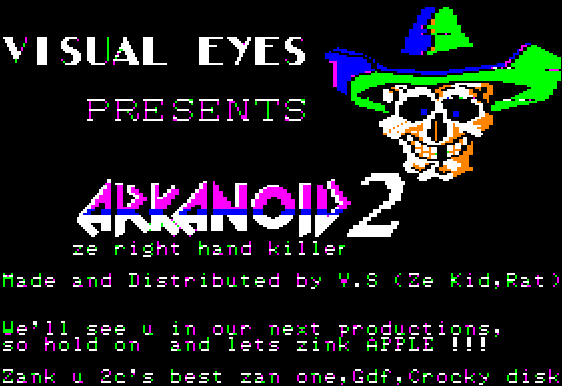 VISUAL EYES
PRESENTS
ARKANOID 2
ze right hand killer
Made and Distributed by V.S (Ze Kid,Rat)
We'll see u in our next productions,
so hold on  and lets zink APPLE !!!
Zank u 2c's best zan one,Gdf,Crocky disk